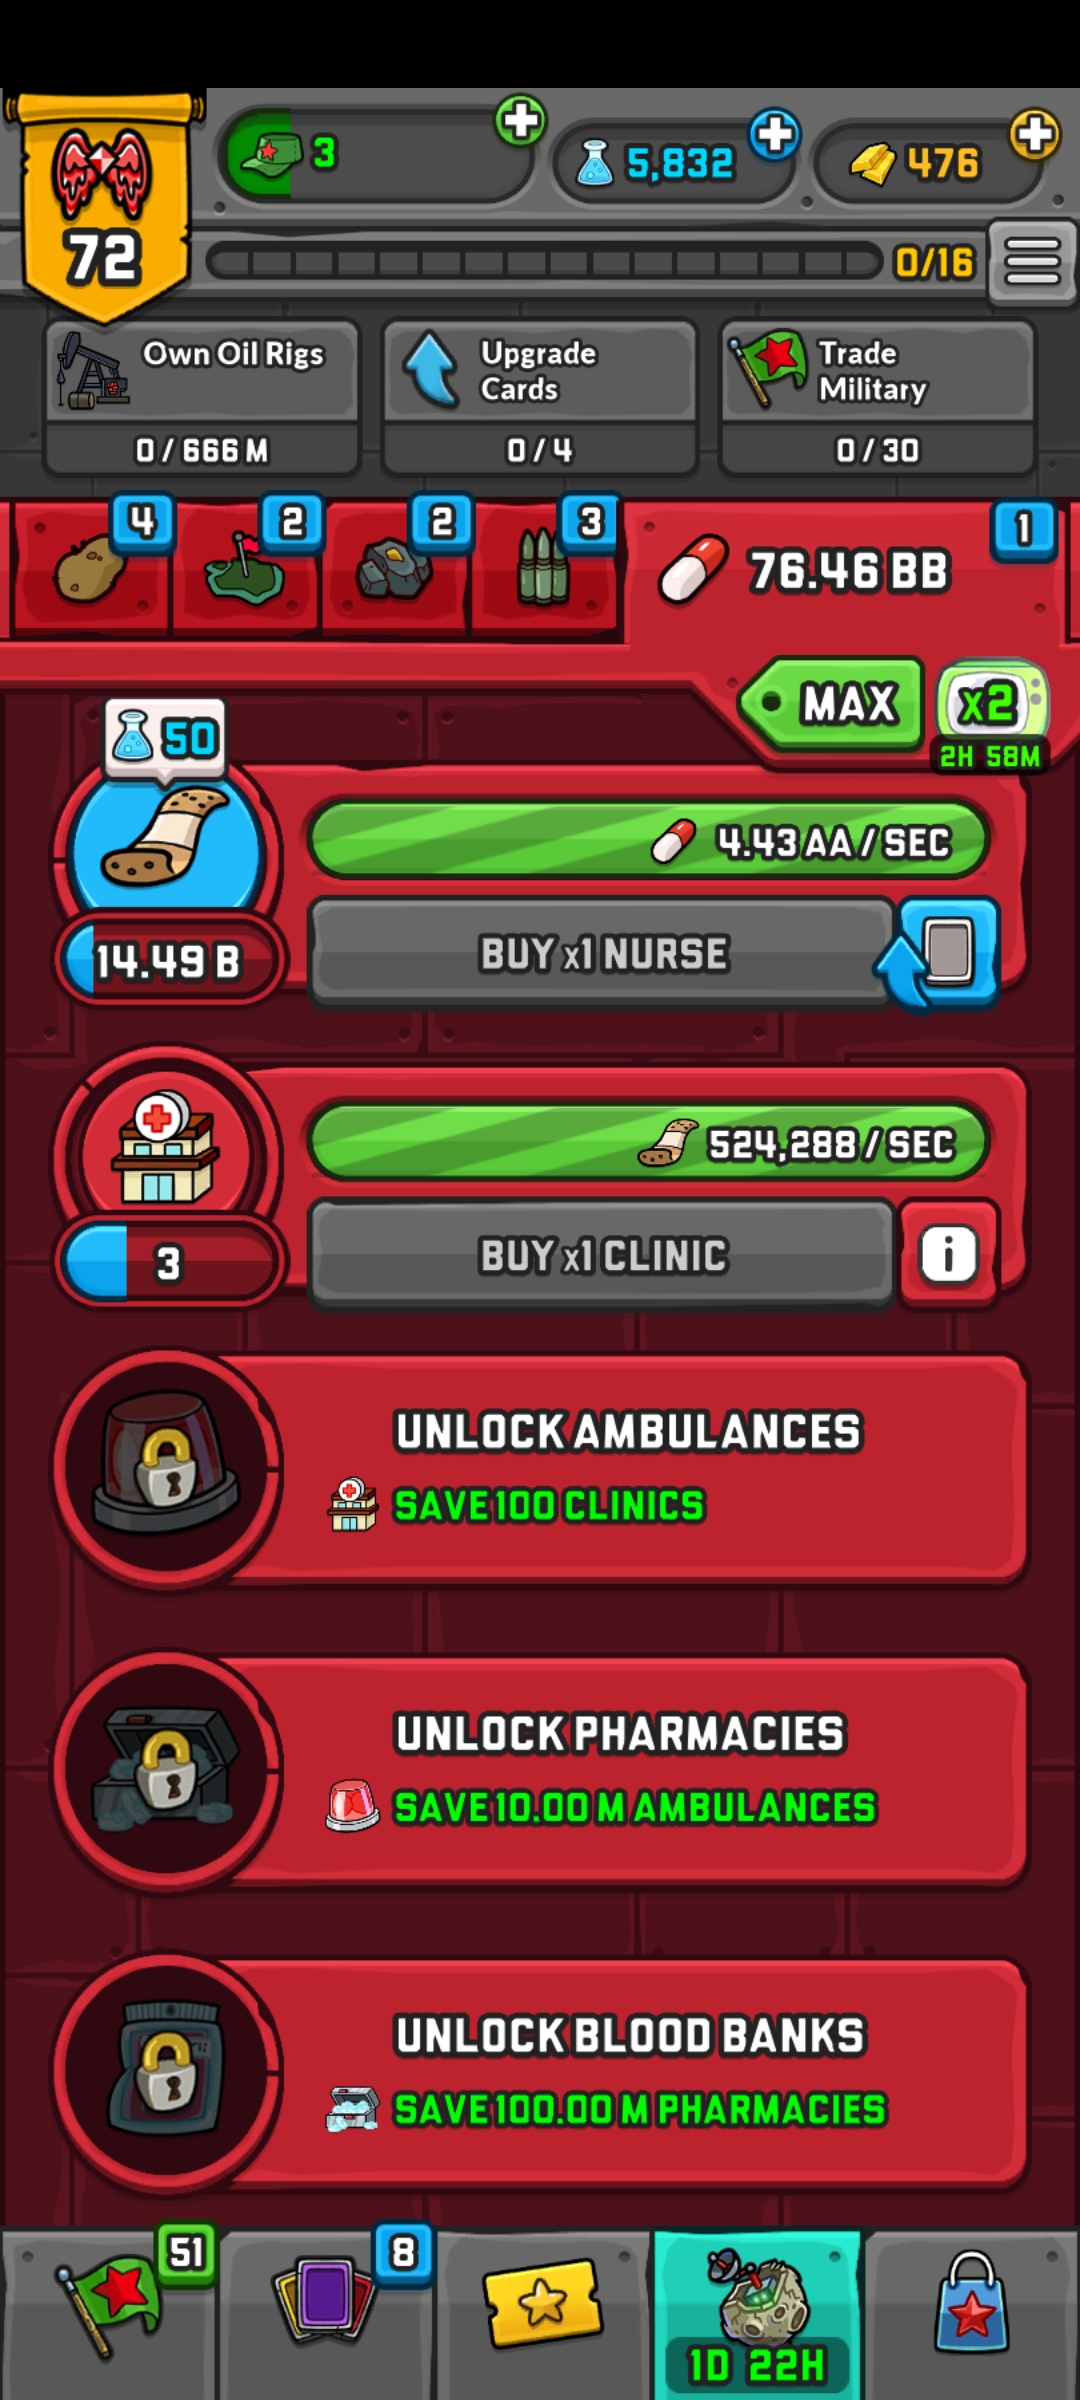 3
5,832
476
72
0/16
Own Oil Rigs
0/666 M
Upgrade
Cards
0/4
Trade
Military
0/30
4
2
2
3
76.46 BB
1
MAX
x2
2H 58M
50
4.43 AA/SEC
14.49 B
BUY x1 NURSE
524,288/SEC
3
BUY x1 CLINIC
i
UNLOCK AMBULANCES
SAVE 100 CLINICS
UNLOCK PHARMACIES
SAVE 10.00 M AMBULANCES
UNLOCK BLOOD BANKS
SAVE 100.00 M PHARMACIES
51
8
1D 22H